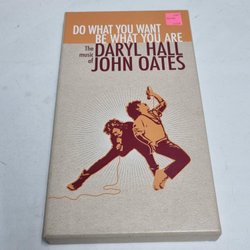 DO WHAT YOU WANT
BE WHAT YOU ARE
The music of DARYL HALL
JOHN OATES